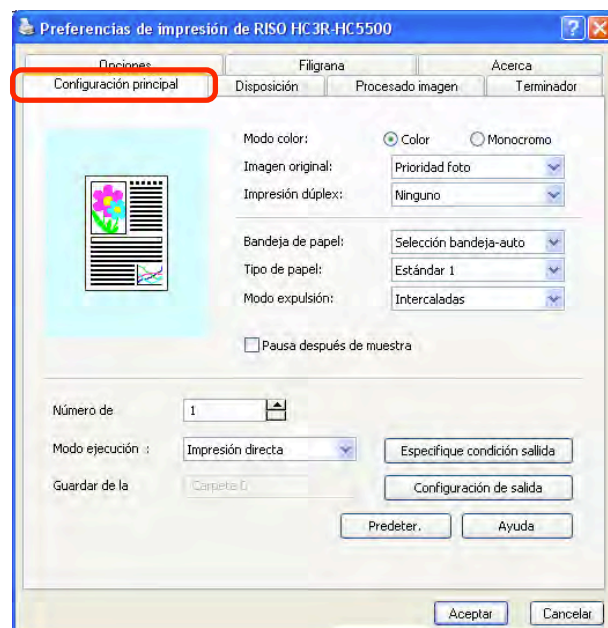 Preferencias de impresión de RISO HC3R-HC5500
Opciones Filigrana Acerca
Configuración principal Disposición Procesado imagen Terminador
Modo color: Color Monocromo
Imagen original: Prioridad foto
Impresión dúplex: Ninguno
Bandeja de papel: Selección bandeja-auto
Tipo de papel: Estándar 1
Modo expulsión: Intercaladas
Pausa después de muestra
Número de 1
Modo ejecución : Impresión directa Especifique condición sallida
Guardar de la Carpeta 0 Configuración de salida
Predeter. Ayuda
Aceptar Cancelar